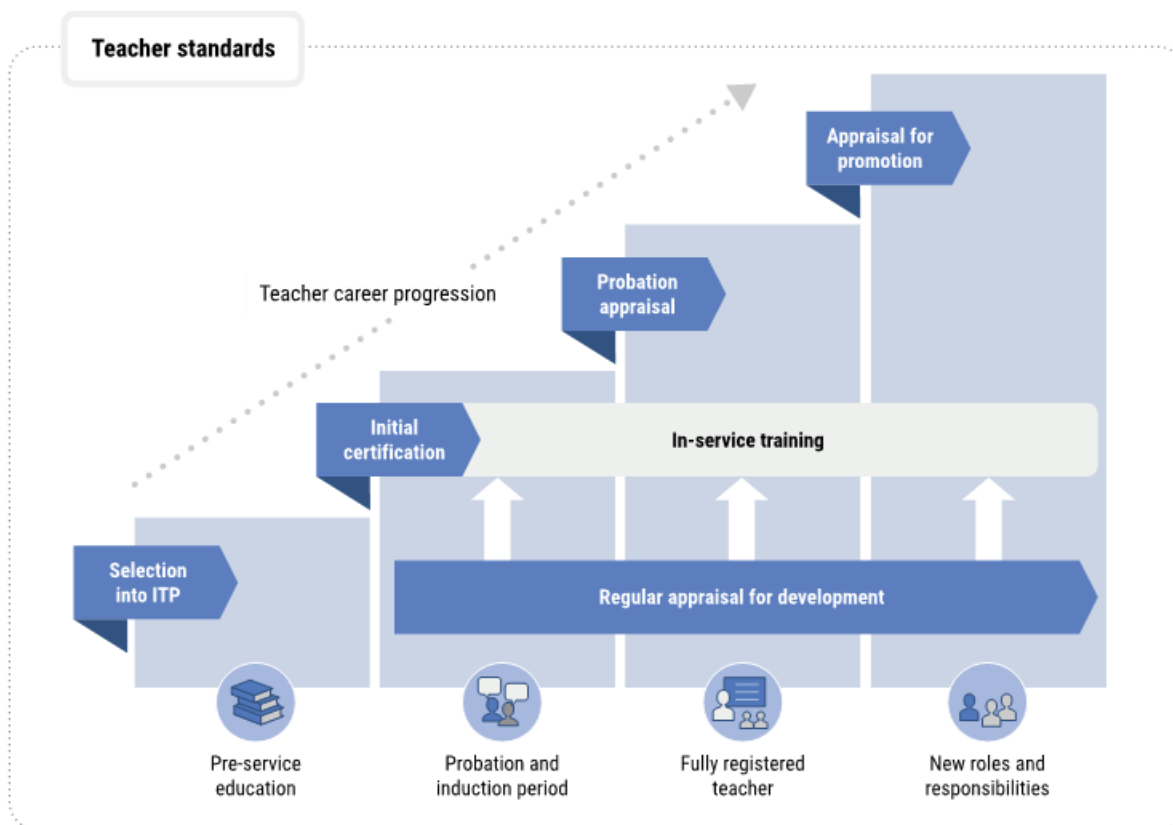 Teacher standards
Appraisal for
promotion
Probation
appraisal
Teacher career progression
Initial
certification
In-service training
Selection
into ITP
Regular appraisal for development
Pre-service
education
Probation and
induction period
Fully registered
teacher
New roles and
responsibilities